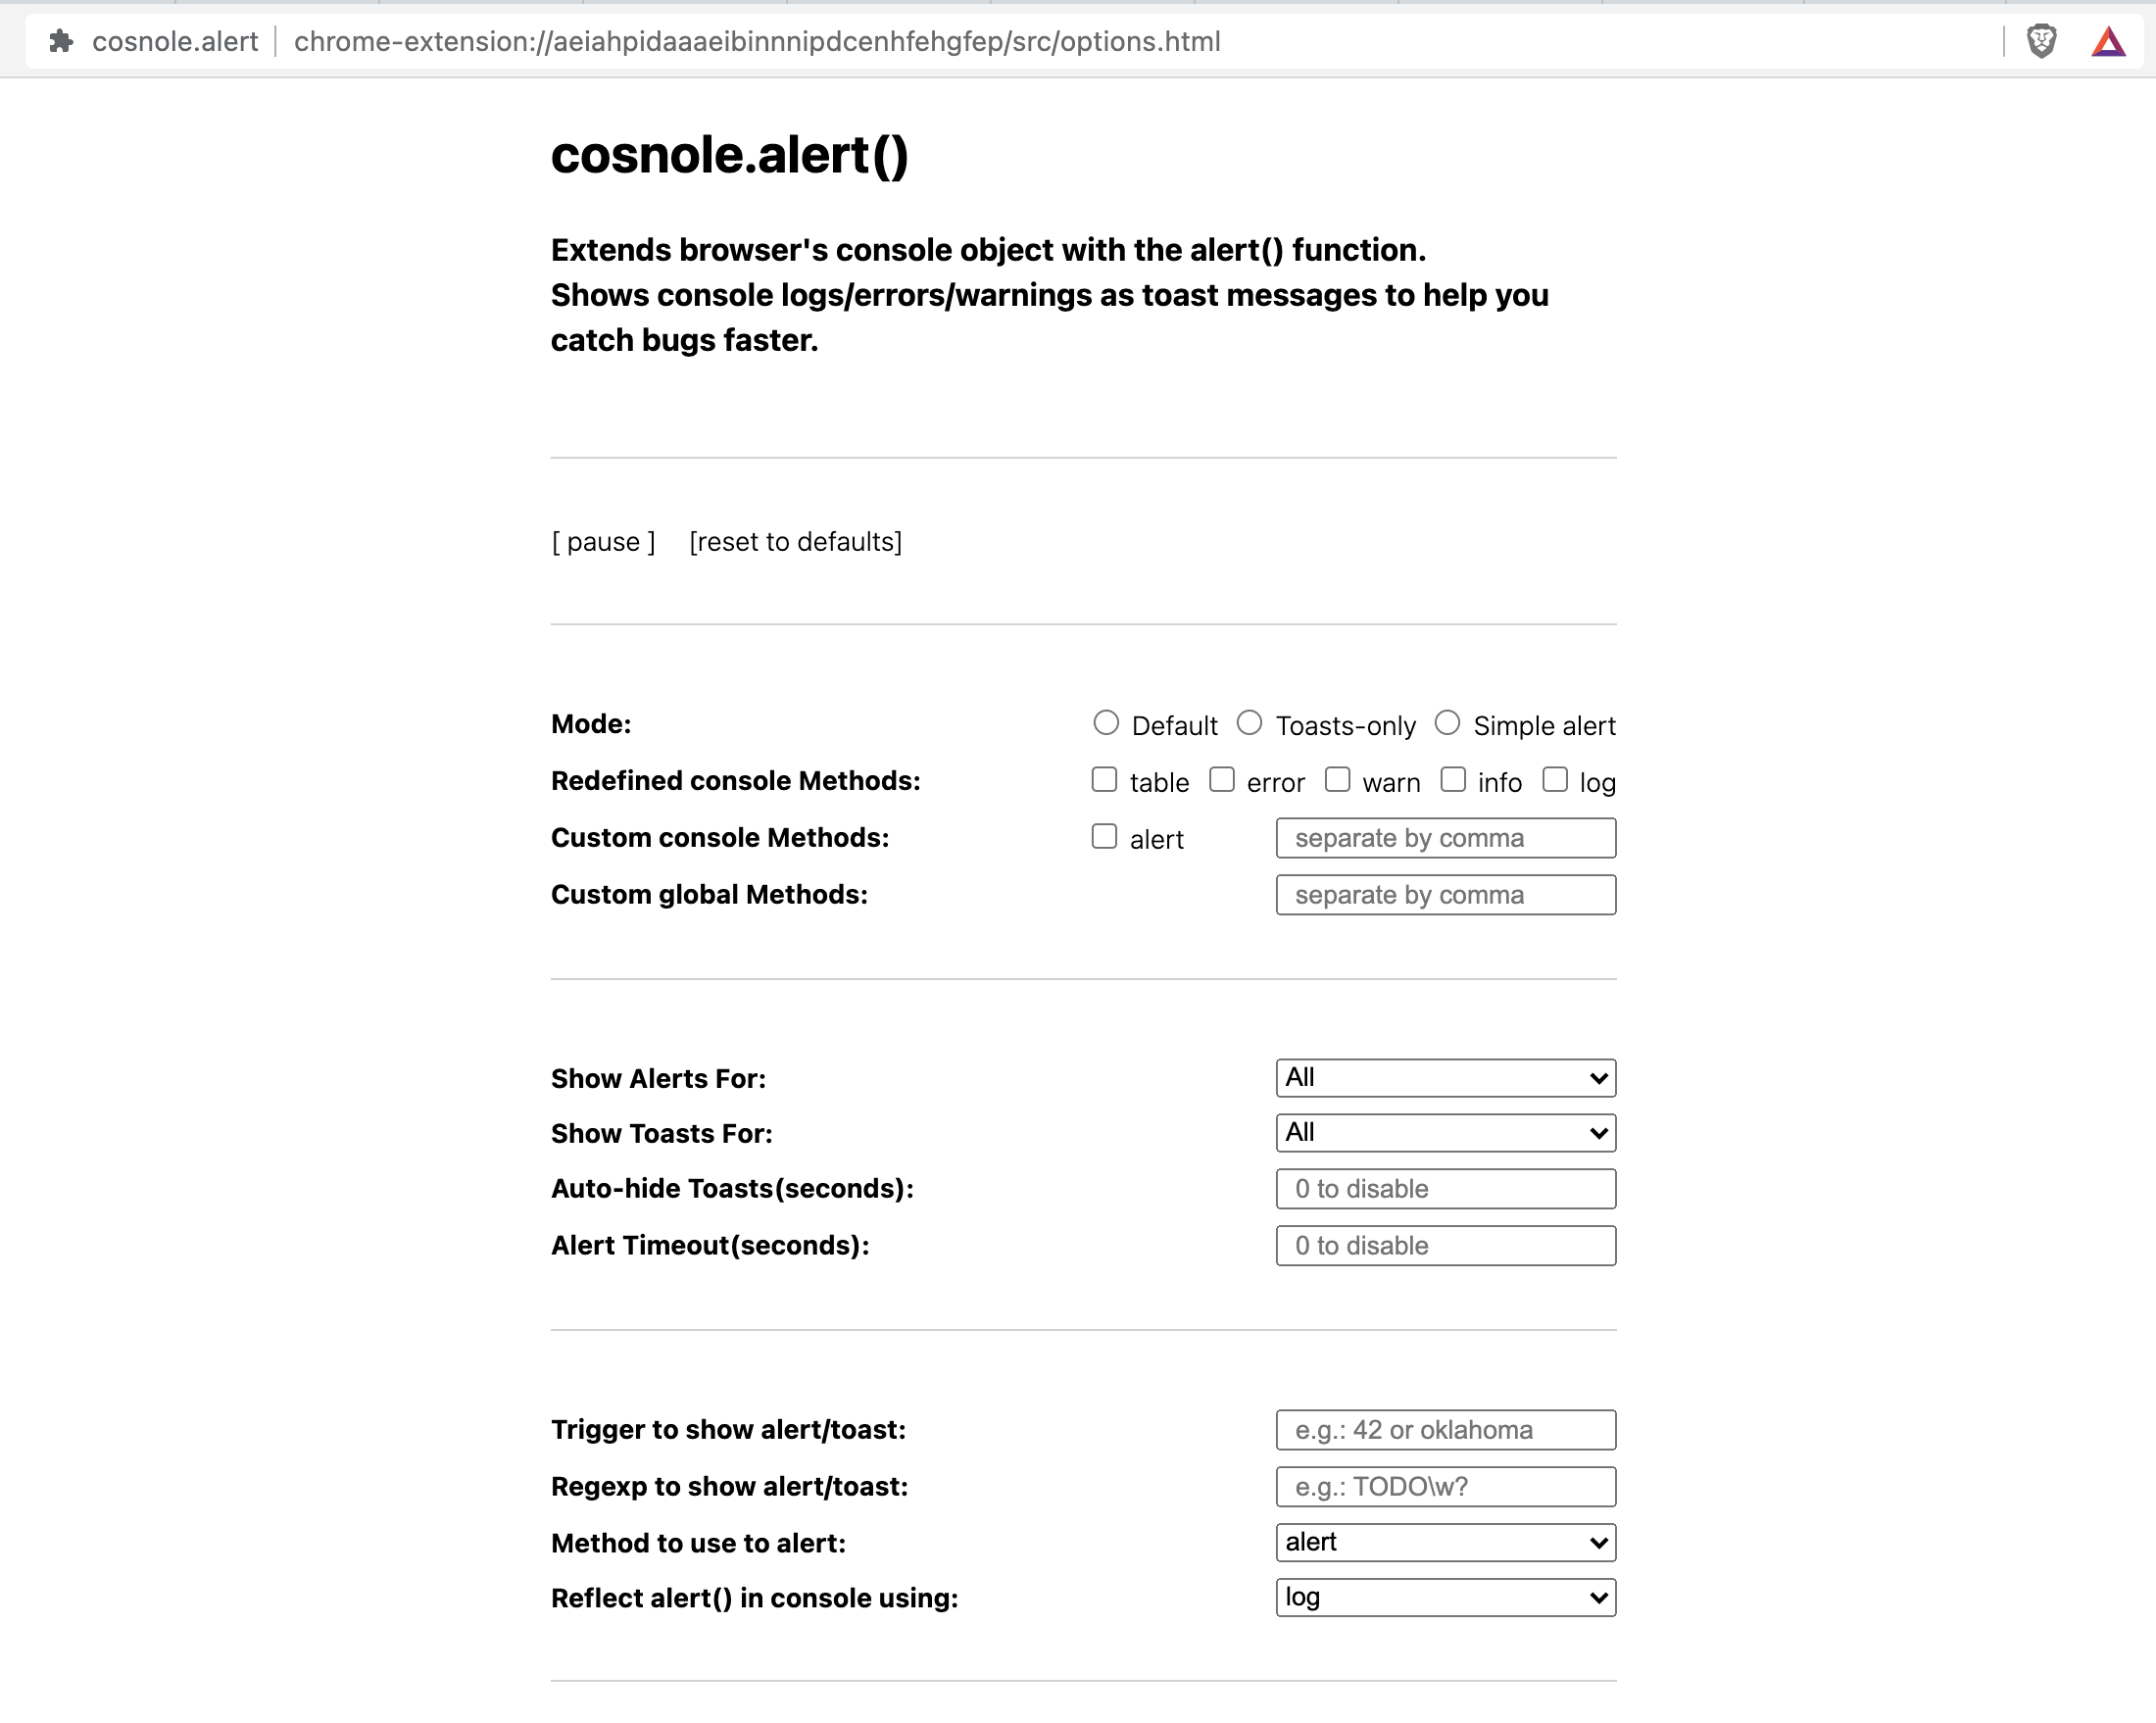 cosnole.alert | chrome-extension://aeiahpidaaaeibinnnipdcenhfehgfep/src/options.html
cosnole.alert()
Extends browser's console object with the alert() function.
Shows console logs/errors/warnings as toast messages to help you
catch bugs faster.
[ pause ] [reset to defaults]
Mode: Default Toasts-only Simple alert
Redefined console Methods: table error warn info log
Custom console Methods: alert separate by comma
Custom global Methods: separate by comma
Show Alerts For: All
Show Toasts For: All
Auto-hide Toasts(seconds): 0 to disable
Alert Timeout(seconds): 0 to disable
Trigger to show alert/toast: e.g.: 42 or oklahoma
Regexp to show alert/toast: e.g.: TODO\w?
Method to use to alert: alert
Reflect alert() in console using: log